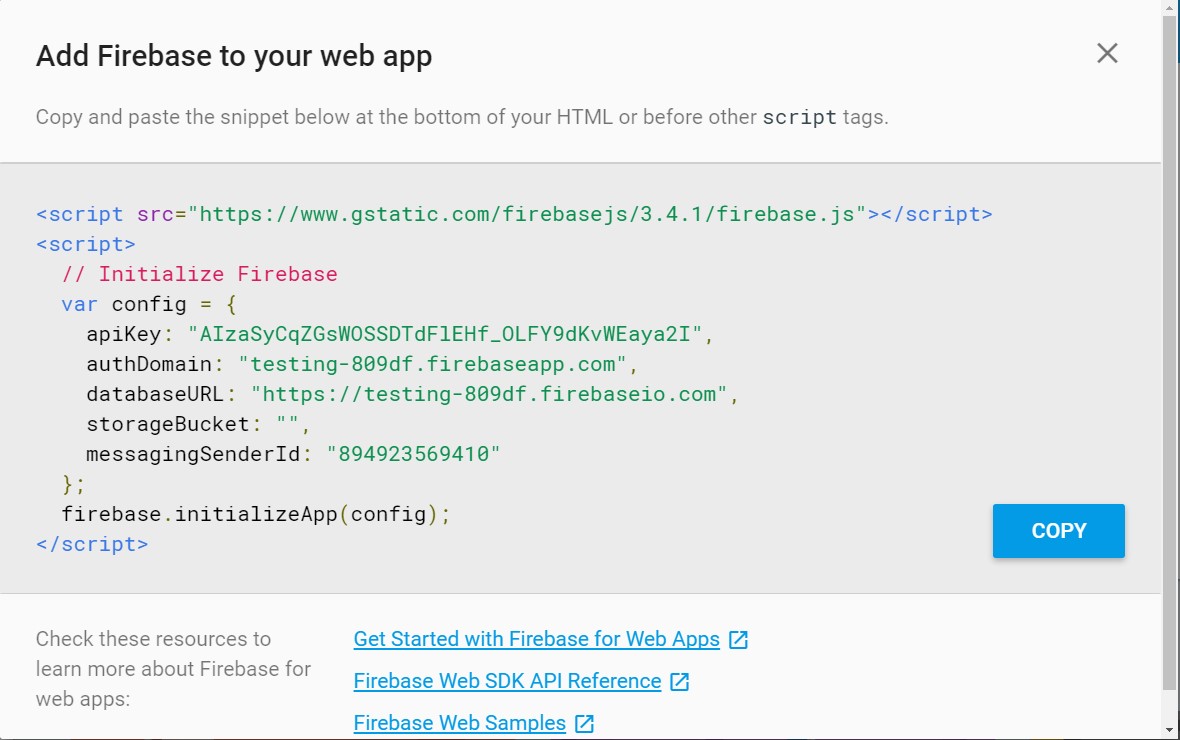 Add Firebase to your web app
Copy and paste the snippet below at the bottom of your HTML or before other script tags.
<script src="https://www.gstatic.com/firebasejs/3.4.1/firebase.js"></script>
<script>
  // Initialize Firebase
  var config = {
    apiKey: "AIzaSyCqZGsWOSSDTdFlEHf_OLFY9dKvWEaya2I",
    authDomain: "testing-809df.firebaseapp.com",
    databaseURL: "https://testing-809df.firebaseio.com",
    storageBucket: "",
    messagingSenderId: "894923569410"
  };
  firebase.initializeApp(config);
</script>
COPY
Check these resources to
learn more about Firebase for
web apps:
Get Started with Firebase for Web Apps
Firebase Web SDK API Reference
Firebase Web Samples